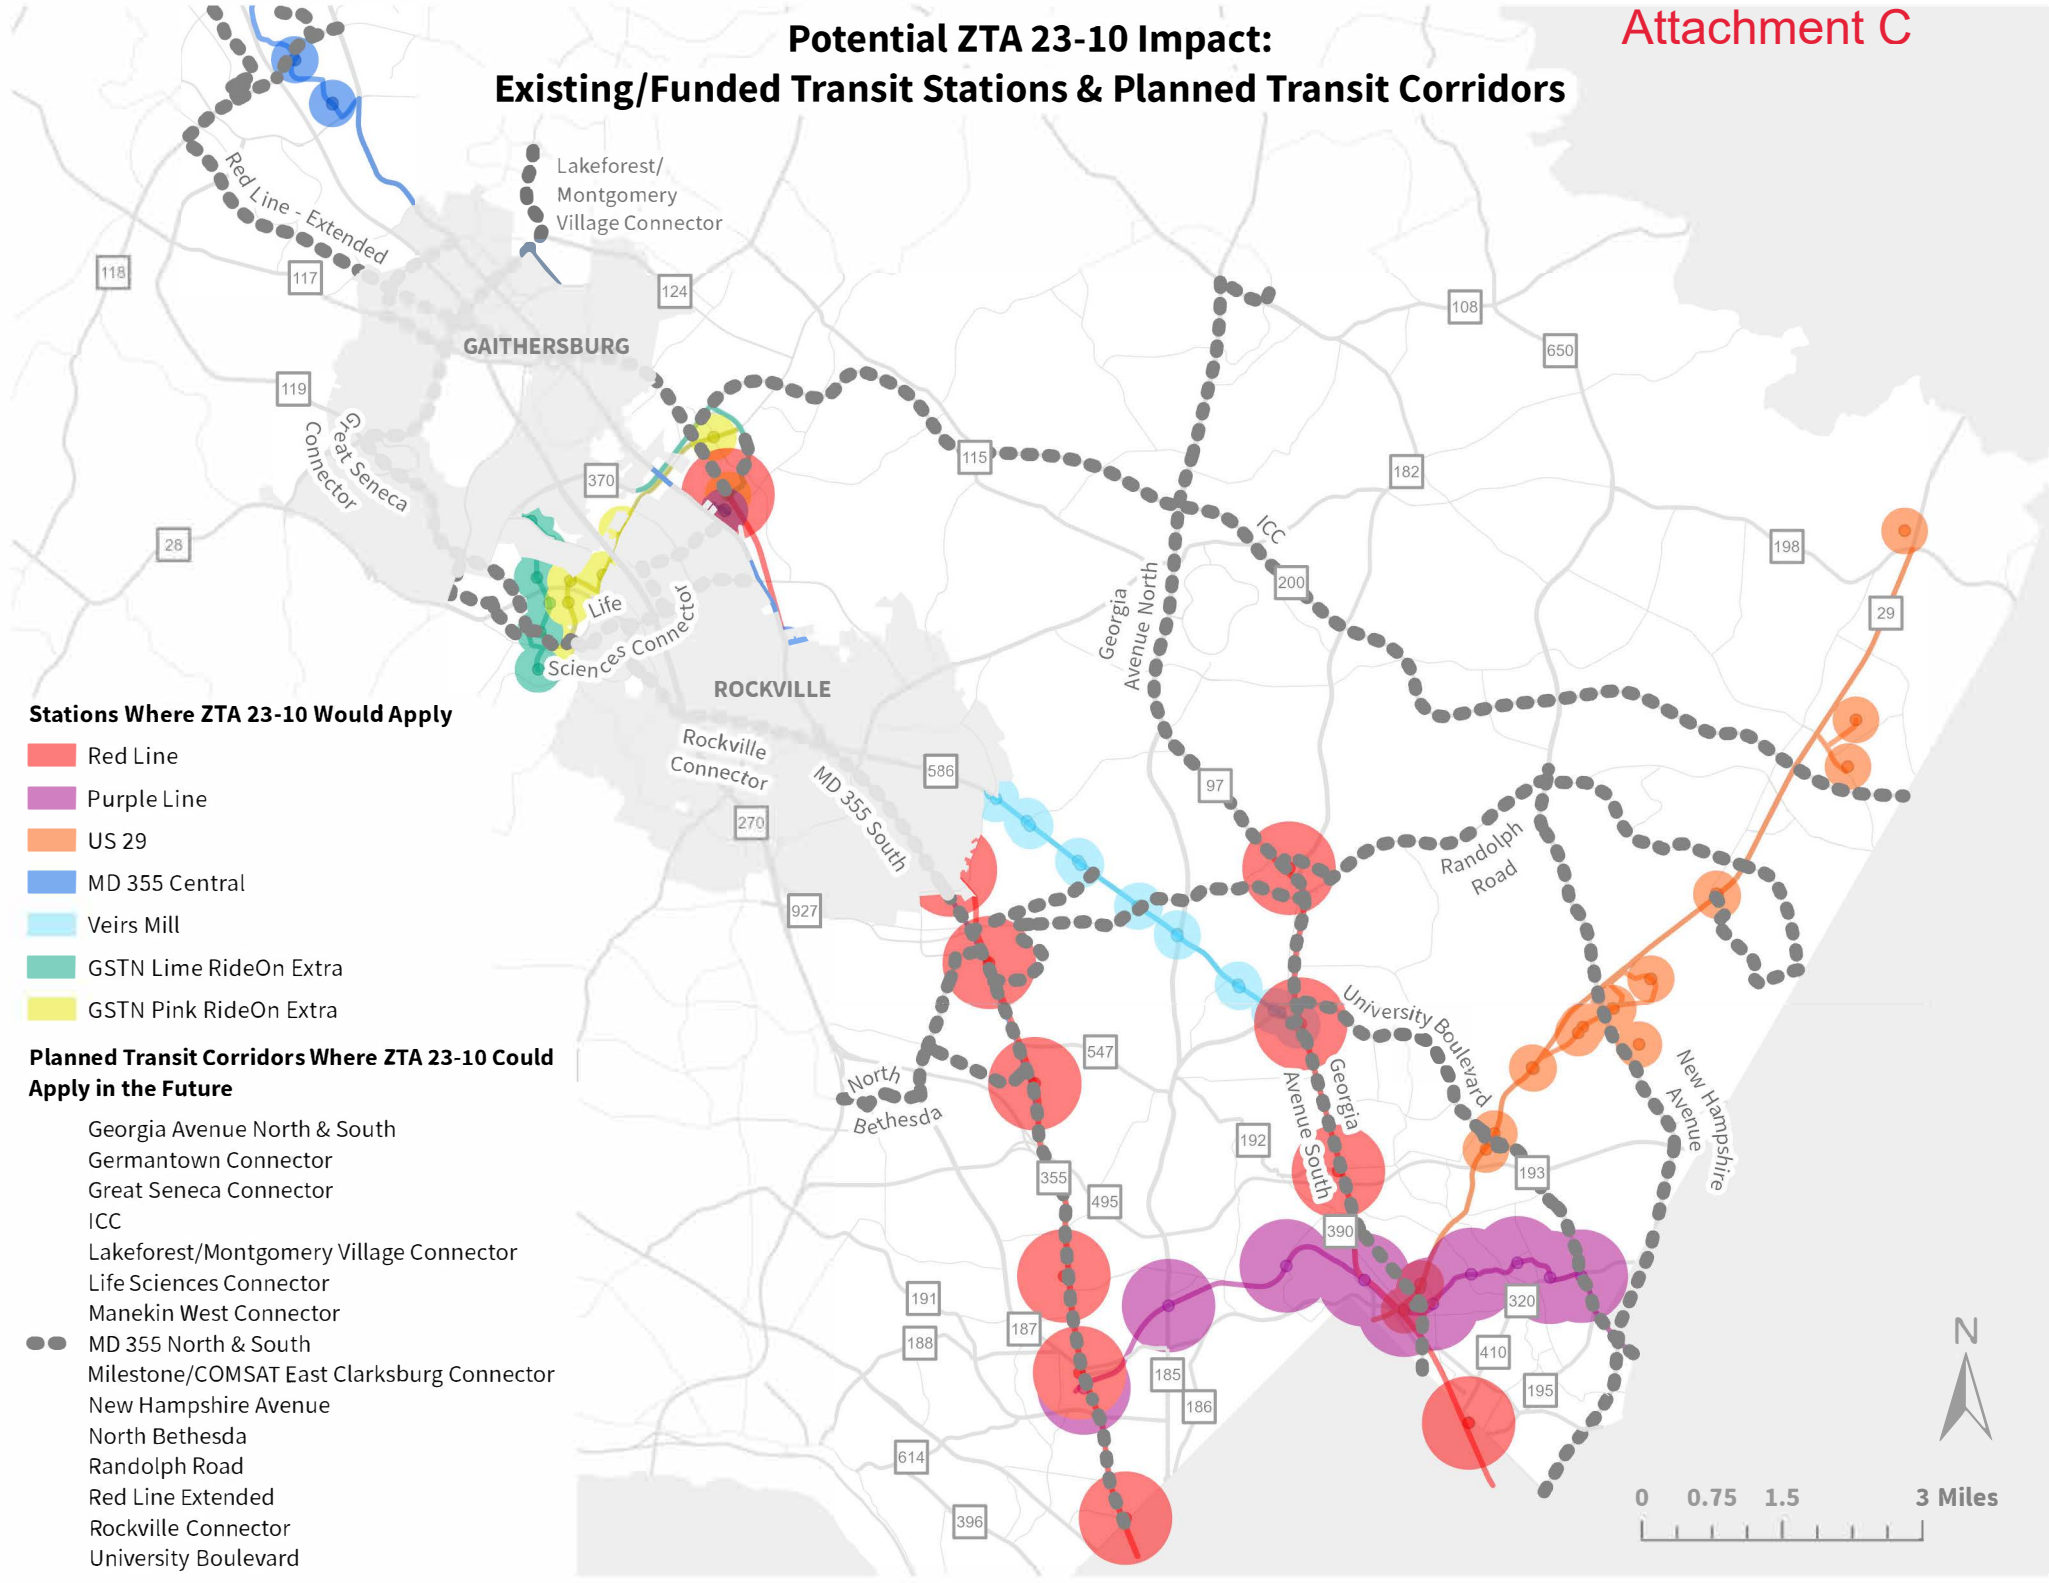 Attachment C
Potential ZTA 23-10 Impact:
Existing/Funded Transit Stations & Planned Transit Corridors
Lakeforest/
Montgomery
Village Connector
Red Line - Extended
118
117
124
108
650
GAITHERSBURG
119
Great Seneca
Connector
370
115
182
28
ICC
198
200
29
Life
Sciences Connector
Georgia
Avenue North
ROCKVILLE
Rockville
Connector
MD 355 South
586
97
270
927
Randolph
Road
University Boulevard
547
North
Bethesda
Georgia
Avenue South
New Hampshire
Avenue
192
193
355
495
390
191
187
188
320
410
185
186
195
614
396
Stations Where ZTA 23-10 Would Apply
Red Line
Purple Line
US 29
MD 355 Central
Veirs Mill
GSTN Lime RideOn Extra
GSTN Pink RideOn Extra
Planned Transit Corridors Where ZTA 23-10 Could
Apply in the Future
Georgia Avenue North & South
Germantown Connector
Great Seneca Connector
ICC
Lakeforest/Montgomery Village Connector
Life Sciences Connector
Manekin West Connector
MD 355 North & South
Milestone/COMSAT East Clarksburg Connector
New Hampshire Avenue
North Bethesda
Randolph Road
Red Line Extended
Rockville Connector
University Boulevard
N
0 0.75 1.5 3 Miles